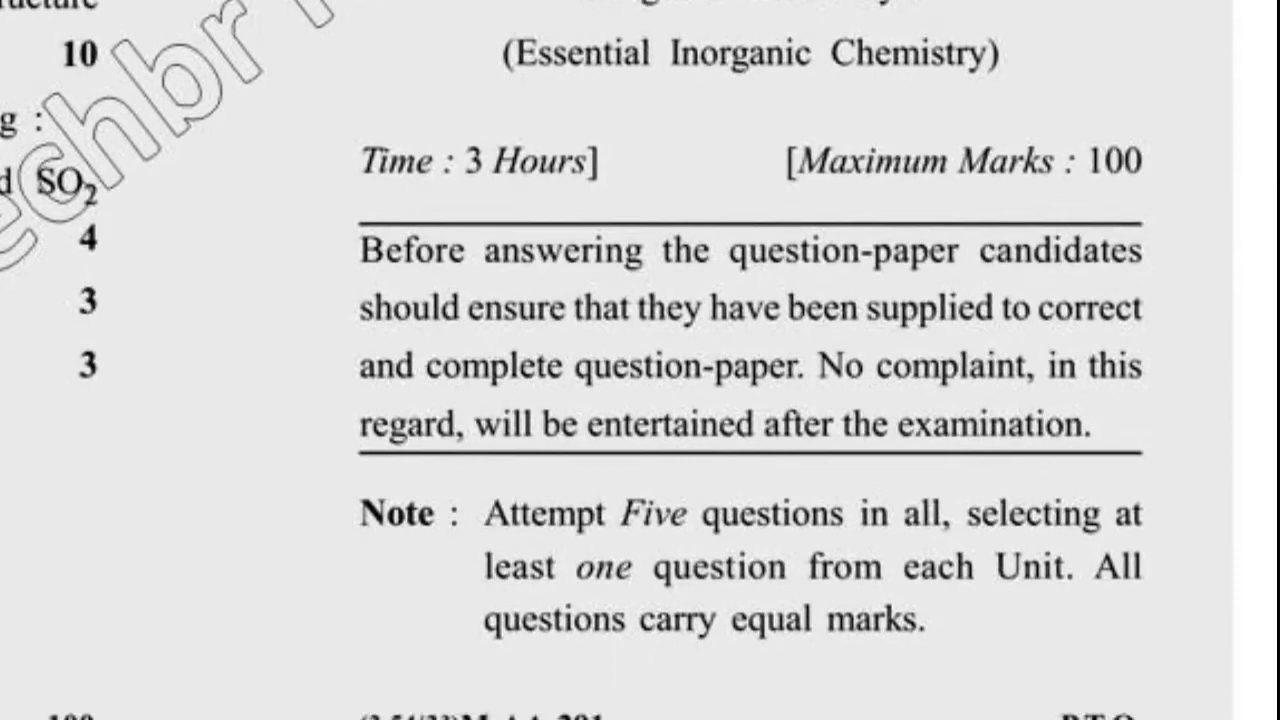 10
g :
d SO₂
4
3
3
(Essential Inorganic Chemistry)
Time : 3 Hours] [Maximum Marks : 100
Before answering the question-paper candidates
should ensure that they have been supplied to correct
and complete question-paper. No complaint, in this
regard, will be entertained after the examination.
Note : Attempt Five questions in all, selecting at
least one question from each Unit. All
questions carry equal marks.